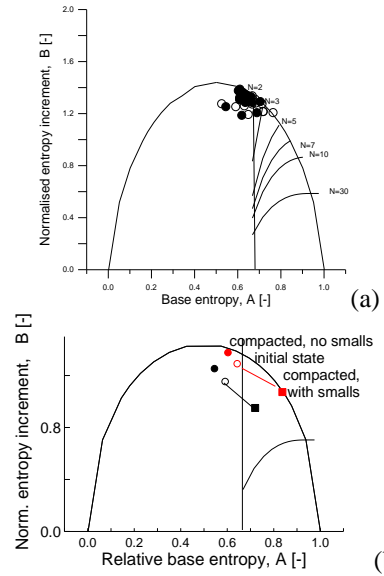 Normalised entropy increment, B [-]
2.0
1.6
1.2
0.8
0.4
0.0
N=2
N=3
N=5
N=7
N=10
N=30
0.0 0.2 0.4 0.6 0.8 1.0
Base entropy, A [-]
(a)
Norm. entropy increment, B [-]
compacted, no smalls
initial state
compacted,
with smalls
0.8
0.0
0.0 0.2 0.4 0.6 0.8 1.0
Relative base entropy, A [-]
(